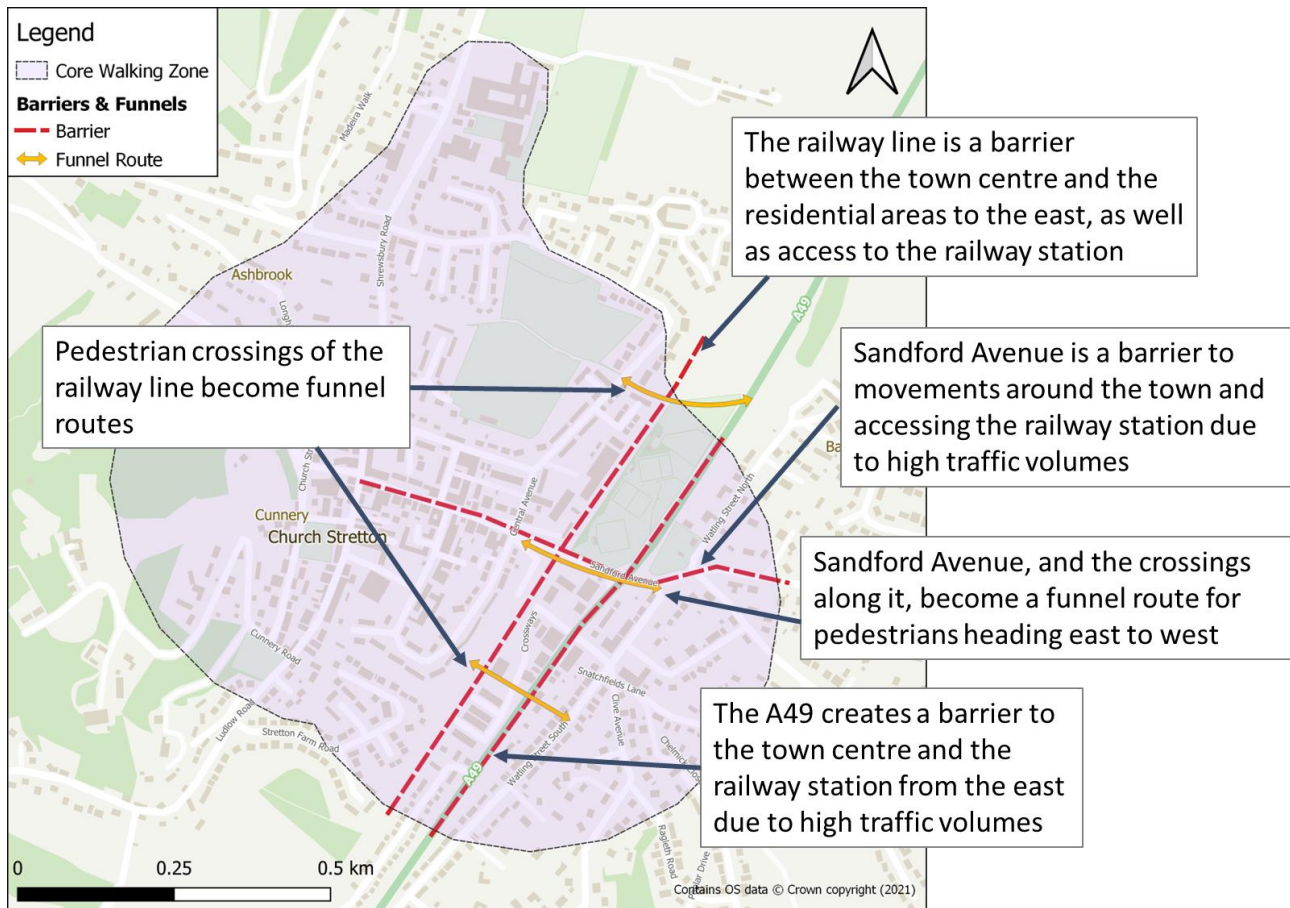 Legend
Core Walking Zone
Barriers & Funnels
Barrier
Funnel Route
The railway line is a barrier
between the town centre and the
residential areas to the east, as well
as access to the railway station
Pedestrian crossings of the
railway line become funnel
routes
Sandford Avenue is a barrier to
movements around the town and
accessing the railway station due
to high traffic volumes
Sandford Avenue, and the crossings
along it, become a funnel route for
pedestrians heading east to west
The A49 creates a barrier to
the town centre and the
railway station from the east
due to high traffic volumes
Madeira Walk
Shrewsbury Road
Ashbrook
Longh
A49
Church St
Central Avenue
Watling Street North
Ba
Cunnery
Church Stretton
Sandford Avenue
Crossways
Cunnery Road
Snatchfields Lane
Clive Avenue
Ludlow Road
Stretton Farm Road
Watling Street South
A49
Ragleth Road
Drive
0 0.25 0.5 km
Contains OS data © Crown copyright (2021)